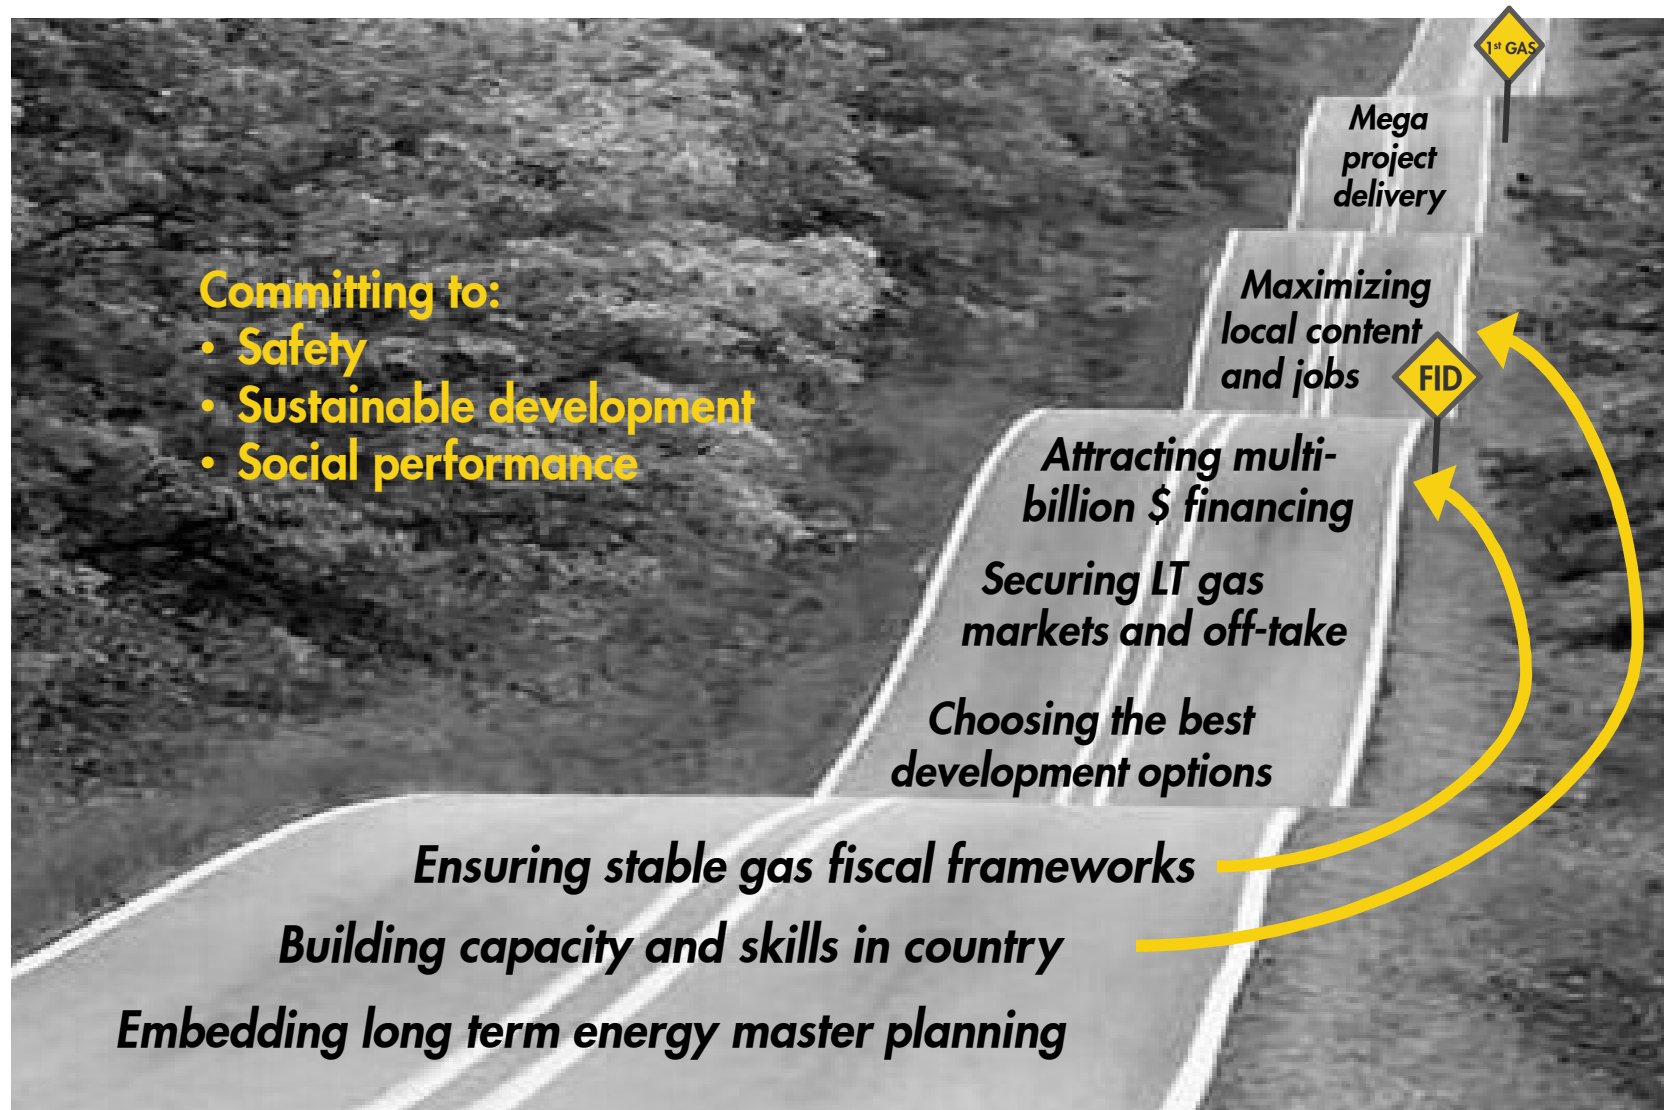 1st GAS
Mega
project
delivery
Maximizing
local content
and jobs
FID
Committing to:
• Safety
• Sustainable development
• Social performance
Attracting multi-
billion $ financing
Securing LT gas
markets and off-take
Choosing the best
development options
Ensuring stable gas fiscal frameworks
Building capacity and skills in country
Embedding long term energy master planning